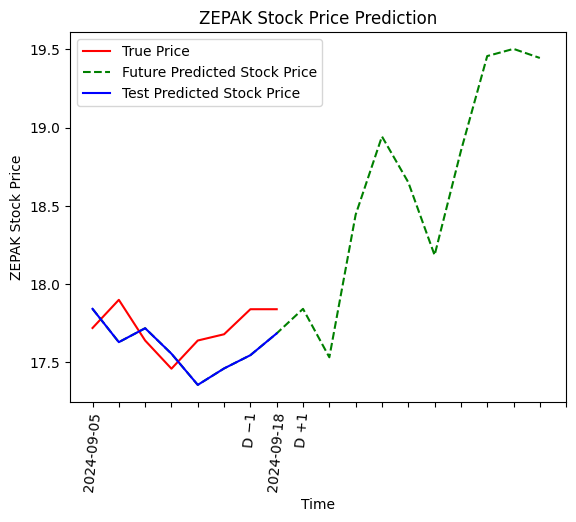 ZEPAK Stock Price Prediction
True Price
Future Predicted Stock Price
Test Predicted Stock Price
ZEPAK Stock Price
19.5
19.0
18.5
18.0
17.5
2024-09-05
D −1
2024-09-18
D +1
Time